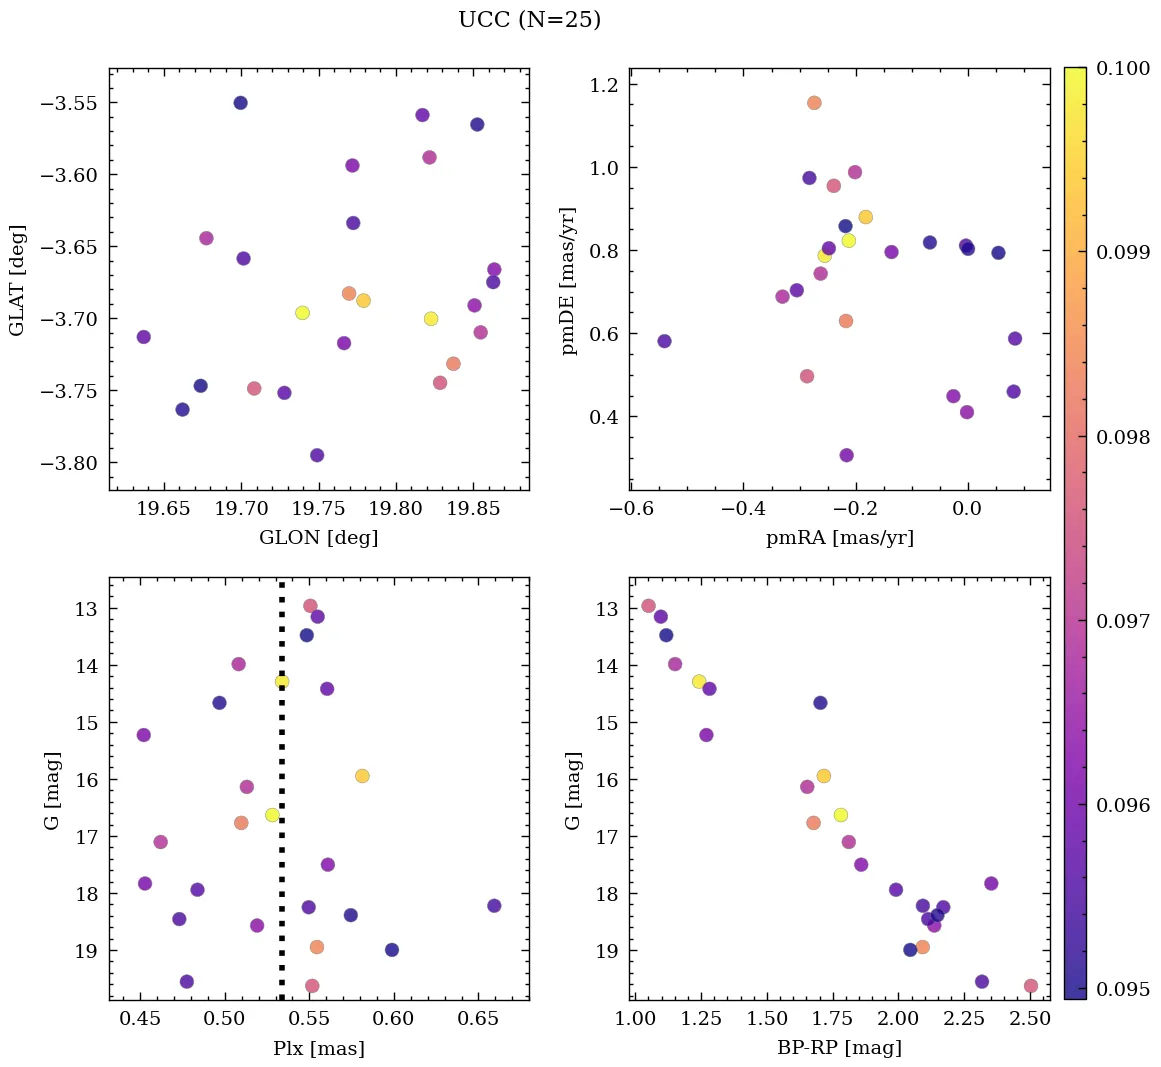 UCC (N=25)
−3.55
−3.60
−3.65
−3.70
−3.75
−3.80
GLAT [deg]
19.65 19.70 19.75 19.80 19.85
GLON [deg]
1.2
1.0
0.8
0.6
0.4
pmDE [mas/yr]
−0.6 −0.4 −0.2 0.0
pmRA [mas/yr]
13
14
15
16
17
18
19
G [mag]
0.45 0.50 0.55 0.60 0.65
Plx [mas]
13
14
15
16
17
18
19
G [mag]
1.00 1.25 1.50 1.75 2.00 2.25 2.50
BP-RP [mag]
0.100
0.099
0.098
0.097
0.096
0.095